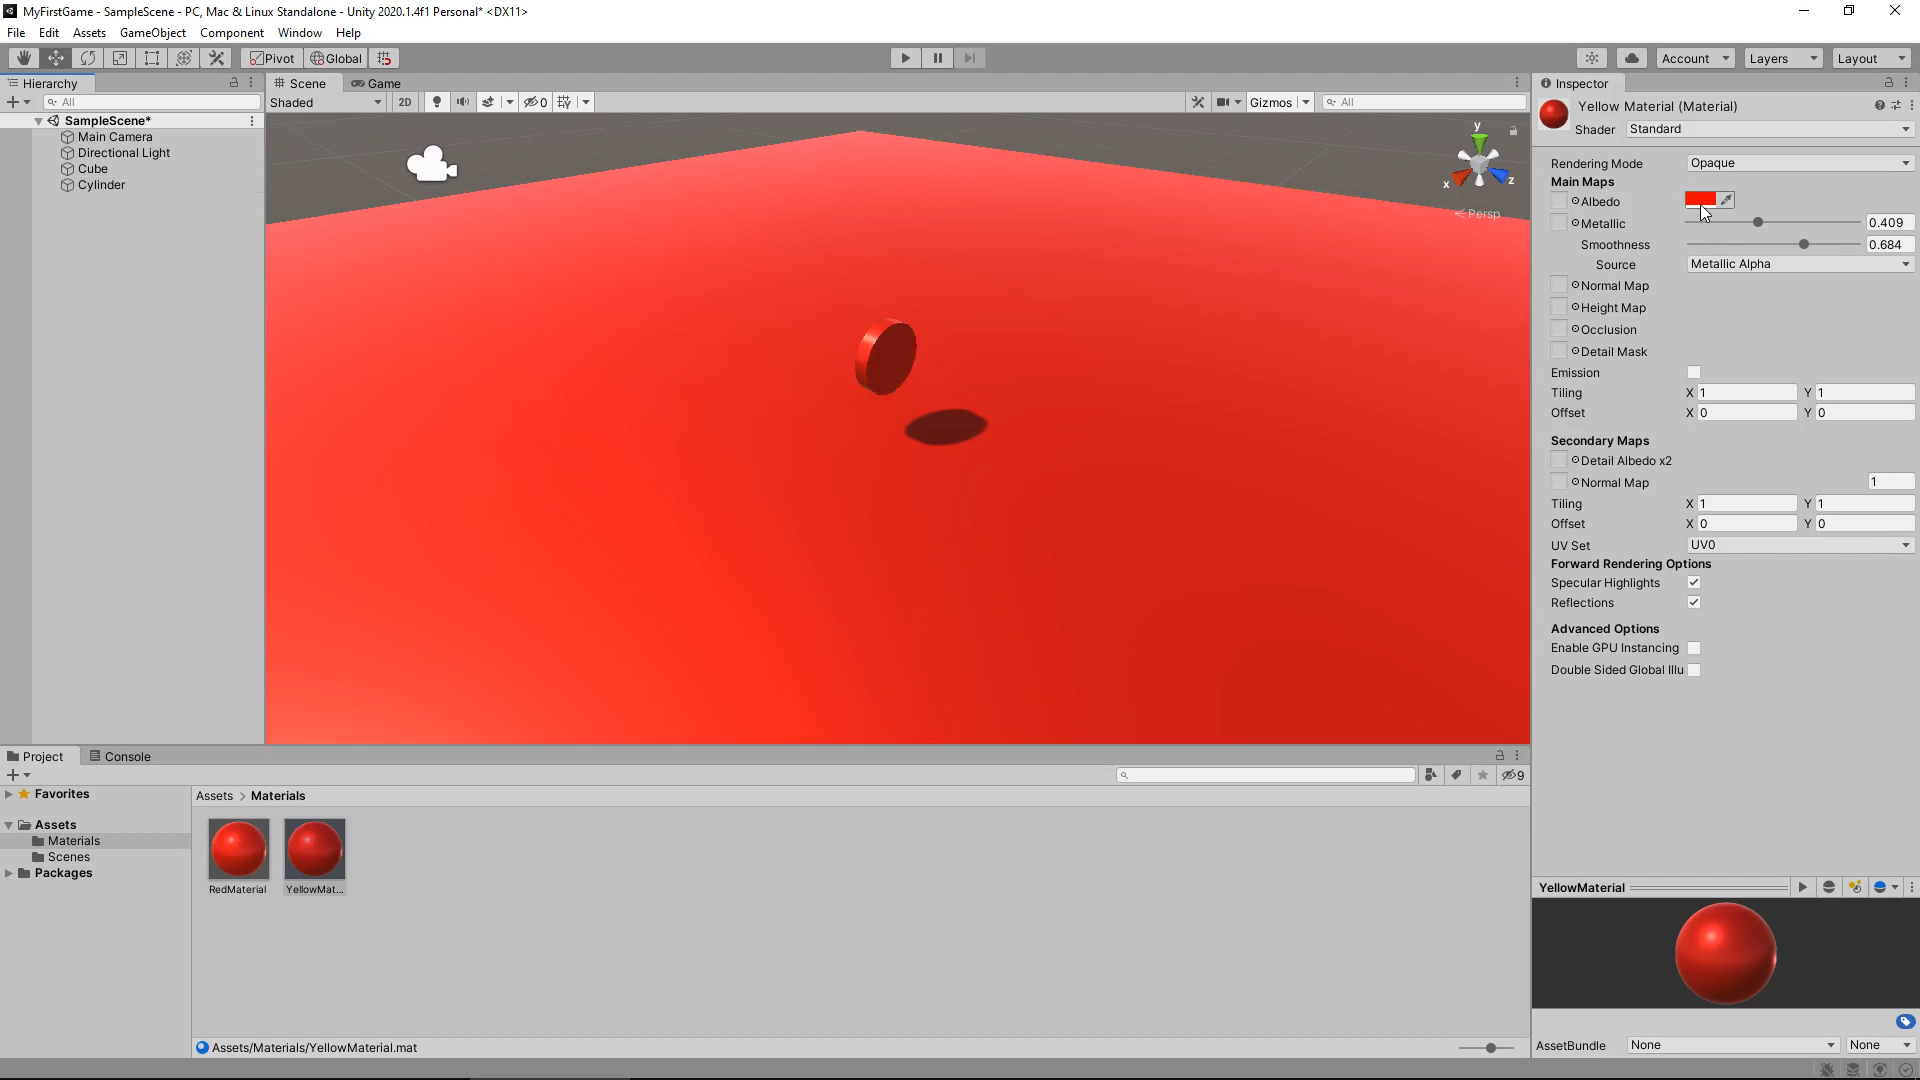 MyFirstGame - SampleScene - PC, Mac & Linux Standalone - Unity 2020.1.4f1 Personal* <DX11>
File Edit Assets GameObject Component Window Help
Pivot Global Account Layers Layout
Hierarchy
All
SampleScene*
Main Camera
Directional Light
Cube
Cylinder
Scene Game
Shaded 2D 0 Gizmos All
y
x z
Persp
Inspector
Yellow Material (Material)
Shader Standard
Rendering Mode Opaque
Main Maps
Albedo
Metallic 0.409
Smoothness 0.684
Source Metallic Alpha
Normal Map
Height Map
Occlusion
Detail Mask
Emission
Tiling X 1 Y 1
Offset X 0 Y 0
Secondary Maps
Detail Albedo x2
Normal Map 1
Tiling X 1 Y 1
Offset X 0 Y 0
UV Set UV0
Forward Rendering Options
Specular Highlights
Reflections
Advanced Options
Enable GPU Instancing
Double Sided Global Illu
Project Console
9
Favorites
Assets
Materials
Scenes
Packages
Assets > Materials
RedMaterial YellowMat...
Assets/Materials/YellowMaterial.mat
YellowMaterial
AssetBundle None None